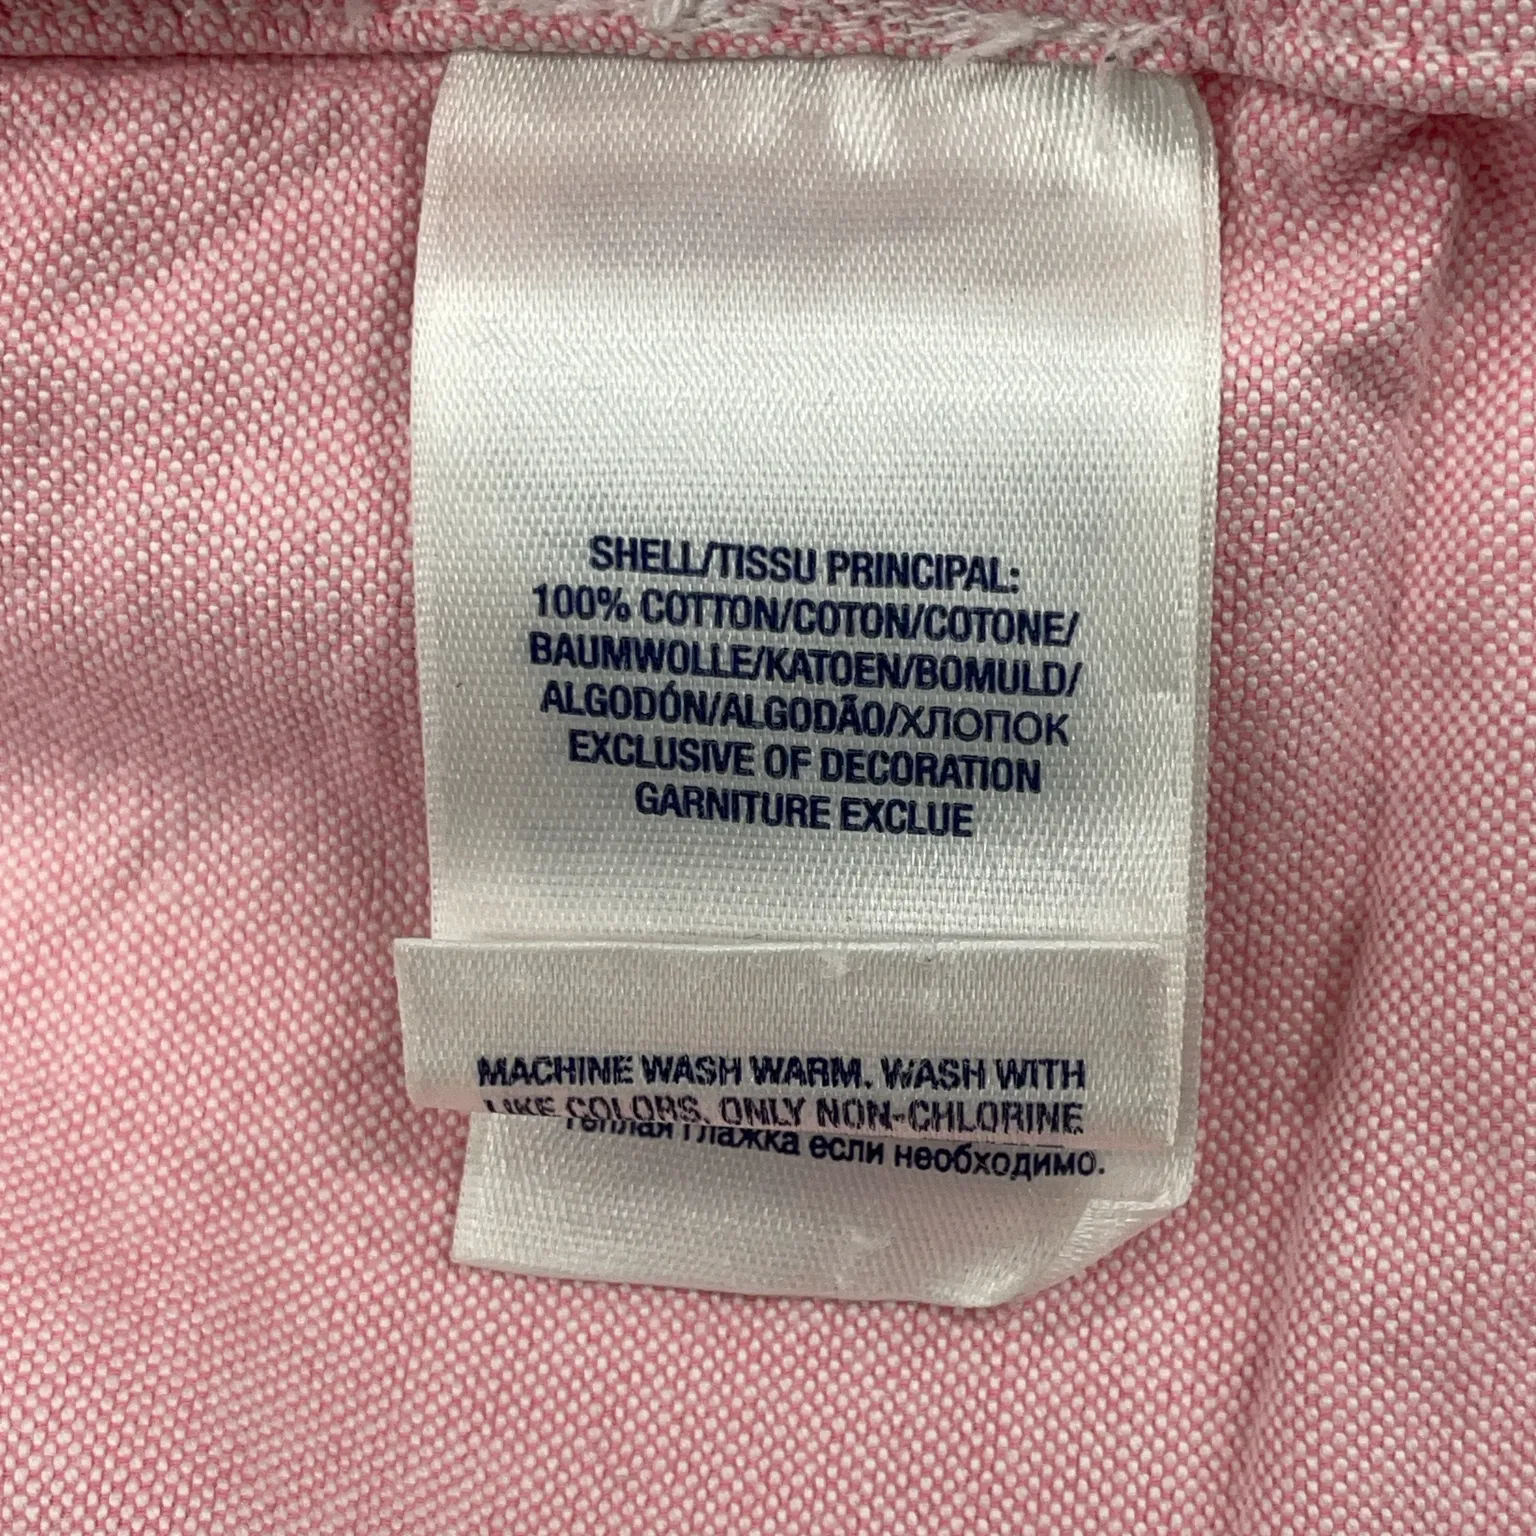 SHELL/TISSU PRINCIPAL:
100% COTTON/COTON/COTONE/
BAUMWOLLE/KATOEN/BOMULD/
ALGODÓN/ALGODÃO/ХЛОПОК
EXCLUSIVE OF DECORATION
GARNITURE EXCLUE
MACHINE WASH WARM. WASH WITH
LIKE COLORS. ONLY NON-CHLORINE
Теплая глажка если необходимо.